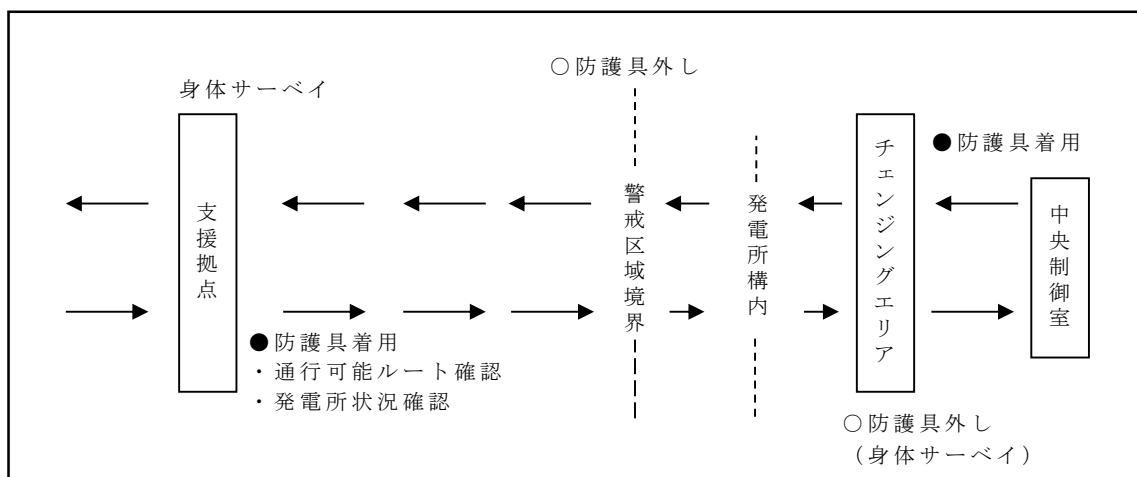 ○防護具外し
身体サーベイ
●防護具着用
支援拠点
警戒区域境界
発電所構内
チェンジングエリア
中央制御室
●防護具着用
・通行可能ルート確認
・発電所状況確認
○防護具外し
(身体サーベイ)